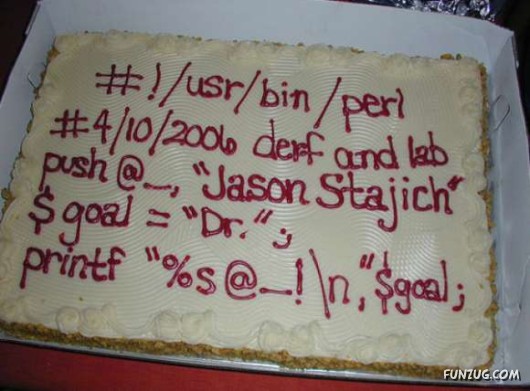 #!/usr/bin/perl
#4/10/2006 derf and lab
push @_, "Jason Stajich"
$goal = "Dr.";
printf "%s @_!\n,"$goal;
FUNZUG.COM